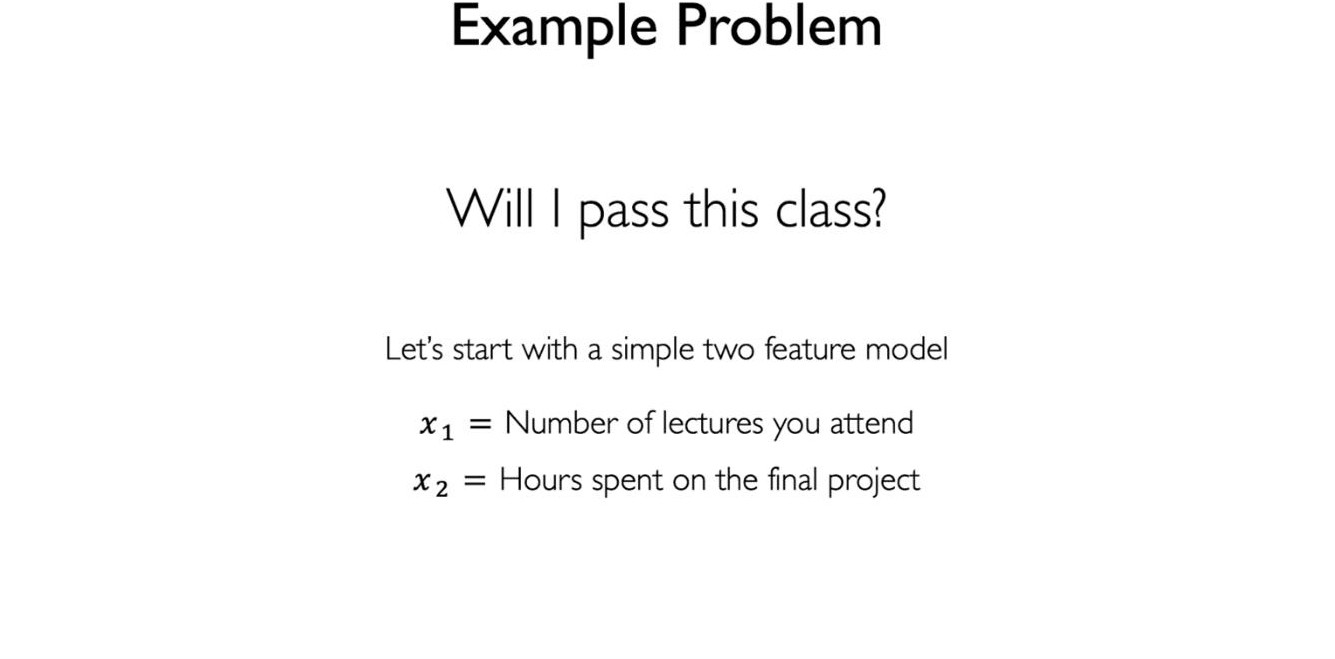 Example Problem
Will I pass this class?
Let's start with a simple two feature model
x₁ = Number of lectures you attend
x₂ = Hours spent on the final project